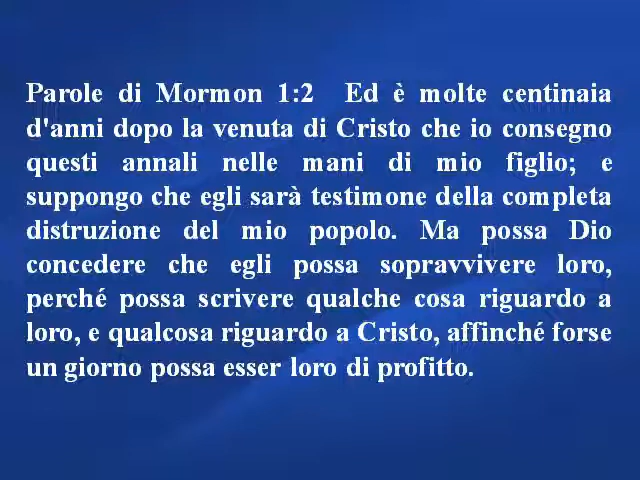 Parole di Mormon 1:2 Ed è molte centinaia
d'anni dopo la venuta di Cristo che io consegno
questi annali nelle mani di mio figlio; e
suppongo che egli sarà testimone della completa
distruzione del mio popolo. Ma possa Dio
concedere che egli possa sopravvivere loro,
perché possa scrivere qualche cosa riguardo a
loro, e qualcosa riguardo a Cristo, affinché forse
un giorno possa esser loro di profitto.